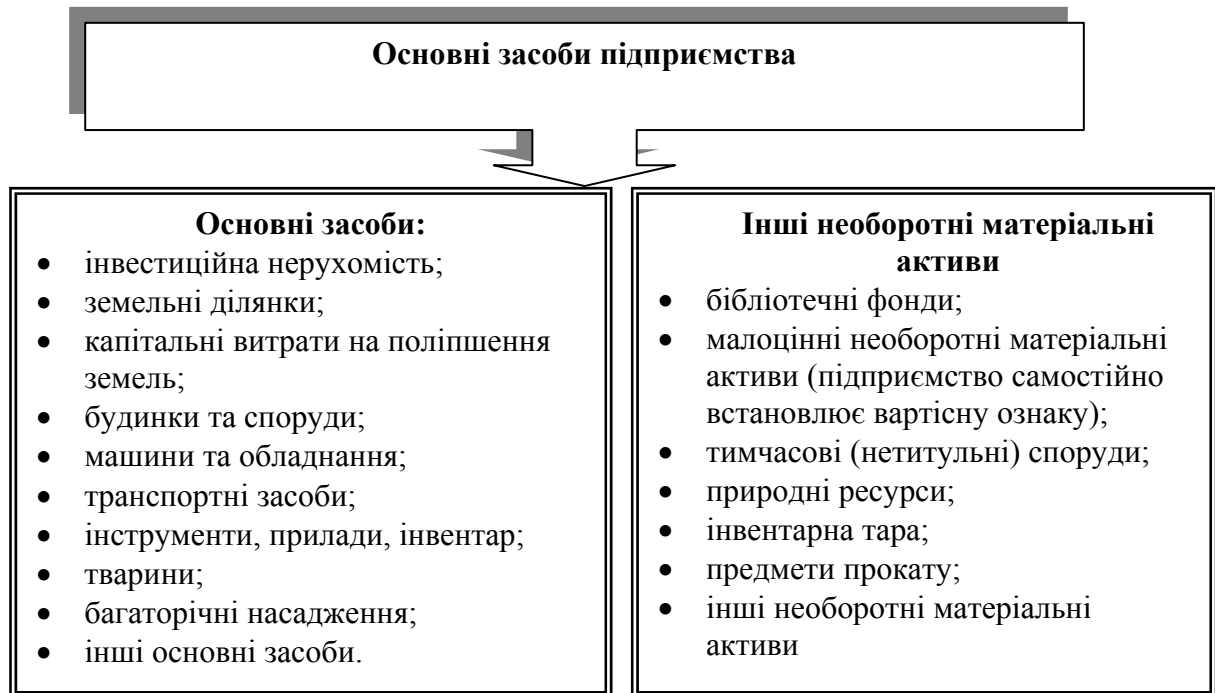 Основні засоби підприємства
Основні засоби:
• інвестиційна нерухомість;
• земельні ділянки;
• капітальні витрати на поліпшення
земель;
• будинки та споруди;
• машини та обладнання;
• транспортні засоби;
• інструменти, прилади, інвентар;
• тварини;
• багаторічні насадження;
• інші основні засоби.
Інші необоротні матеріальні
активи
• бібліотечні фонди;
• малоцінні необоротні матеріальні
активи (підприємство самостійно
встановлює вартісну ознаку);
• тимчасові (нетитульні) споруди;
• природні ресурси;
• інвентарна тара;
• предмети прокату;
• інші необоротні матеріальні
активи